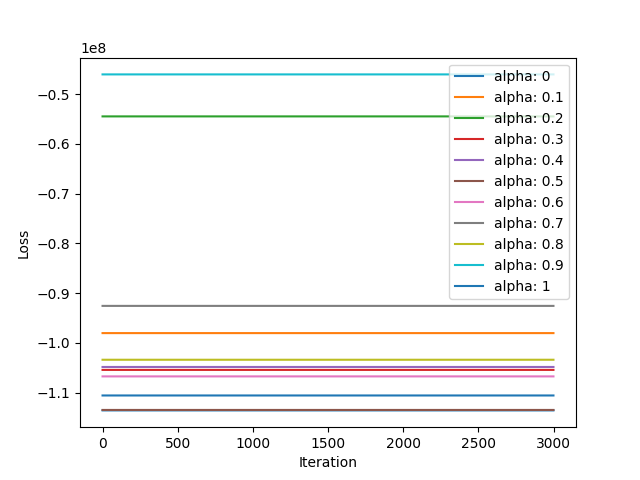 1e8
−0.5
−0.6
−0.7
−0.8
−0.9
−1.0
−1.1
Loss
0
500
1000
1500
2000
2500
3000
Iteration
alpha: 0
alpha: 0.1
alpha: 0.2
alpha: 0.3
alpha: 0.4
alpha: 0.5
alpha: 0.6
alpha: 0.7
alpha: 0.8
alpha: 0.9
alpha: 1